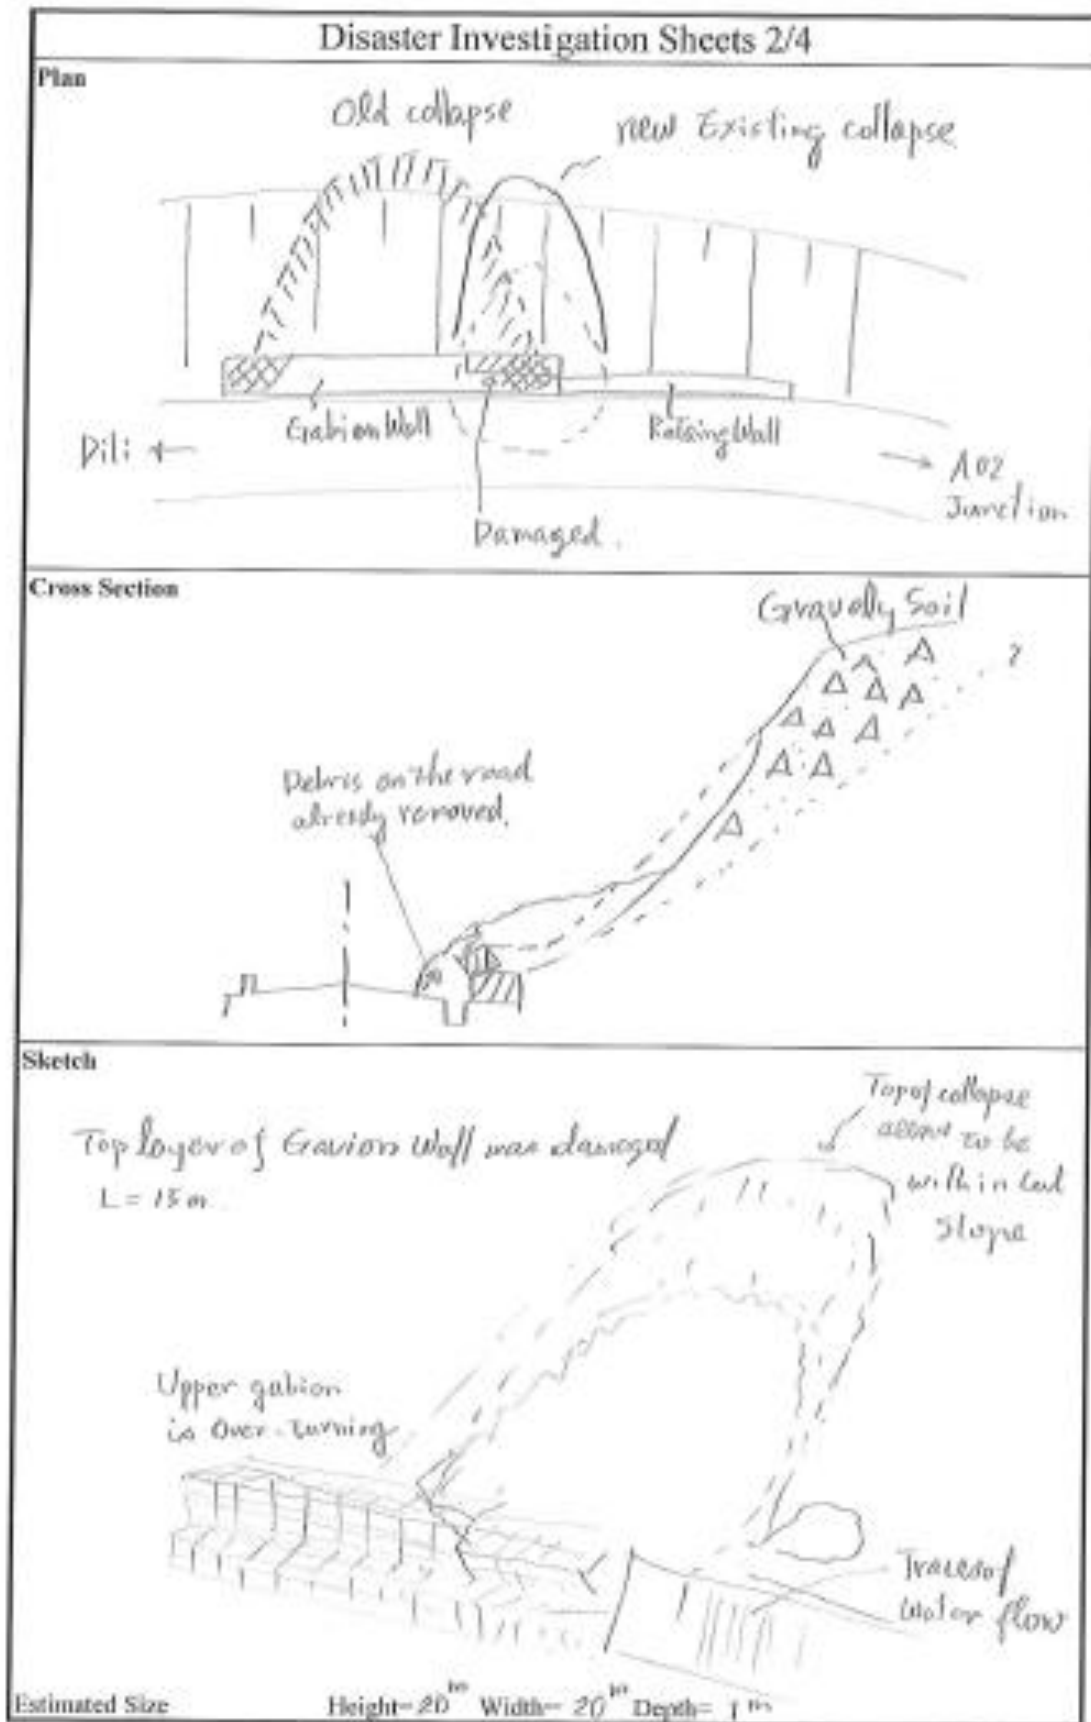 Disaster Investigation Sheets 2/4
Plan
Old collapse
new Existing collapse
Gabion Wall
Retaining Wall
Dili ←
→ A02
Junction
Damaged.
Cross Section
Gravelly Soil
?
Debris on the road
already removed.
Sketch
Top layer of Gavion Wall was damaged
L = 15 m
Top of collapse
to be
within cut
slope
Upper gabion
is over-turning
Traces of
Water flow
Estimated Size Height= 20 m Width= 20 m Depth= 1 m